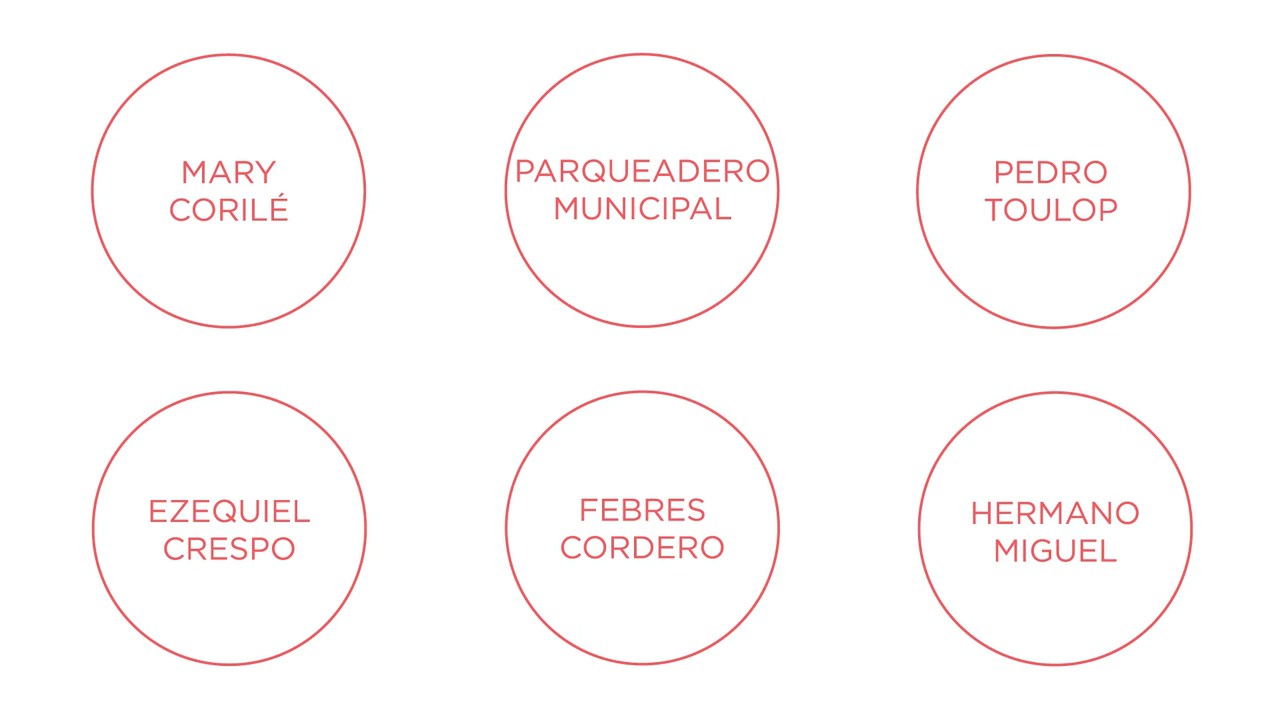 MARY
CORILÉ
PARQUEADERO
MUNICIPAL
PEDRO
TOULOP
EZEQUIEL
CRESPO
FEBRES
CORDERO
HERMANO
MIGUEL